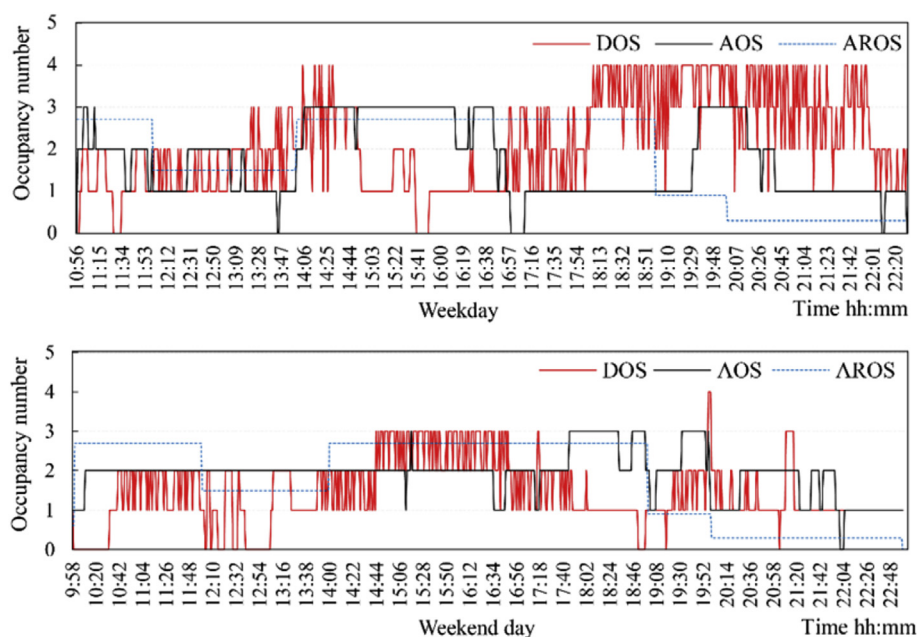 5
4
3
2
1
0
Occupancy number
DOS AOS AROS
10:56 11:15 11:34 11:53 12:12 12:31 12:50 13:09 13:28 13:47 14:06 14:25 14:44 15:03 15:22 15:41 16:00 16:19 16:38 16:57 17:16 17:35 17:54 18:13 18:32 18:51 19:10 19:29 19:48 20:07 20:26 20:45 21:04 21:23 21:42 22:01 22:20
Weekday Time hh:mm
5
4
3
2
1
0
Occupancy number
DOS AOS AROS
9:58 10:20 10:42 11:04 11:26 11:48 12:10 12:32 12:54 13:16 13:38 14:00 14:22 14:44 15:06 15:28 15:50 16:12 16:34 16:56 17:18 17:40 18:02 18:24 18:46 19:08 19:30 19:52 20:14 20:36 20:58 21:20 21:42 22:04 22:26 22:48
Weekend day Time hh:mm